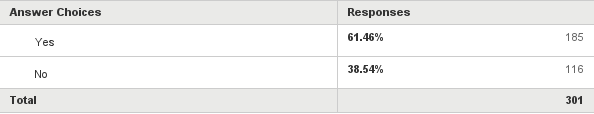 Answer Choices Responses
Yes 61.46% 185
No 38.54% 116
Total 301